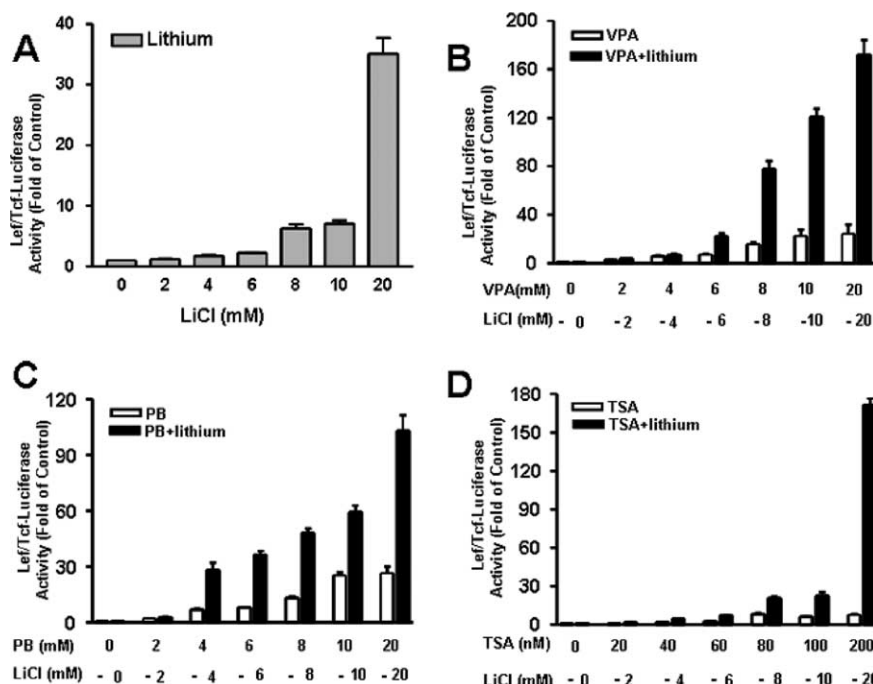 A
Lithium
Lef/Tcf-Luciferase
Activity (Fold of Control)
40
30
20
10
0
0 2 4 6 8 10 20
LiCl (mM)
B
VPA
VPA+lithium
Lef/Tcf-Luciferase
Activity (Fold of Control)
200
160
120
80
40
0
VPA(mM) 0 2 4 6 8 10 20
LiCl (mM) - 0 - 2 - 4 - 6 - 8 -10 - 20
C
PB
PB+lithium
Lef/Tcf-Luciferase
Activity (Fold of Control)
120
90
60
30
0
PB (mM) 0 2 4 6 8 10 20
LiCl (mM) - 0 - 2 - 4 - 6 - 8 - 10 - 20
D
TSA
TSA+lithium
Lef/Tcf-Luciferase
Activity (Fold of Control)
180
150
120
90
60
30
0
TSA (nM) 0 20 40 60 80 100 200
LiCl (mM) - 0 - 2 - 4 - 6 - 8 - 10 - 20